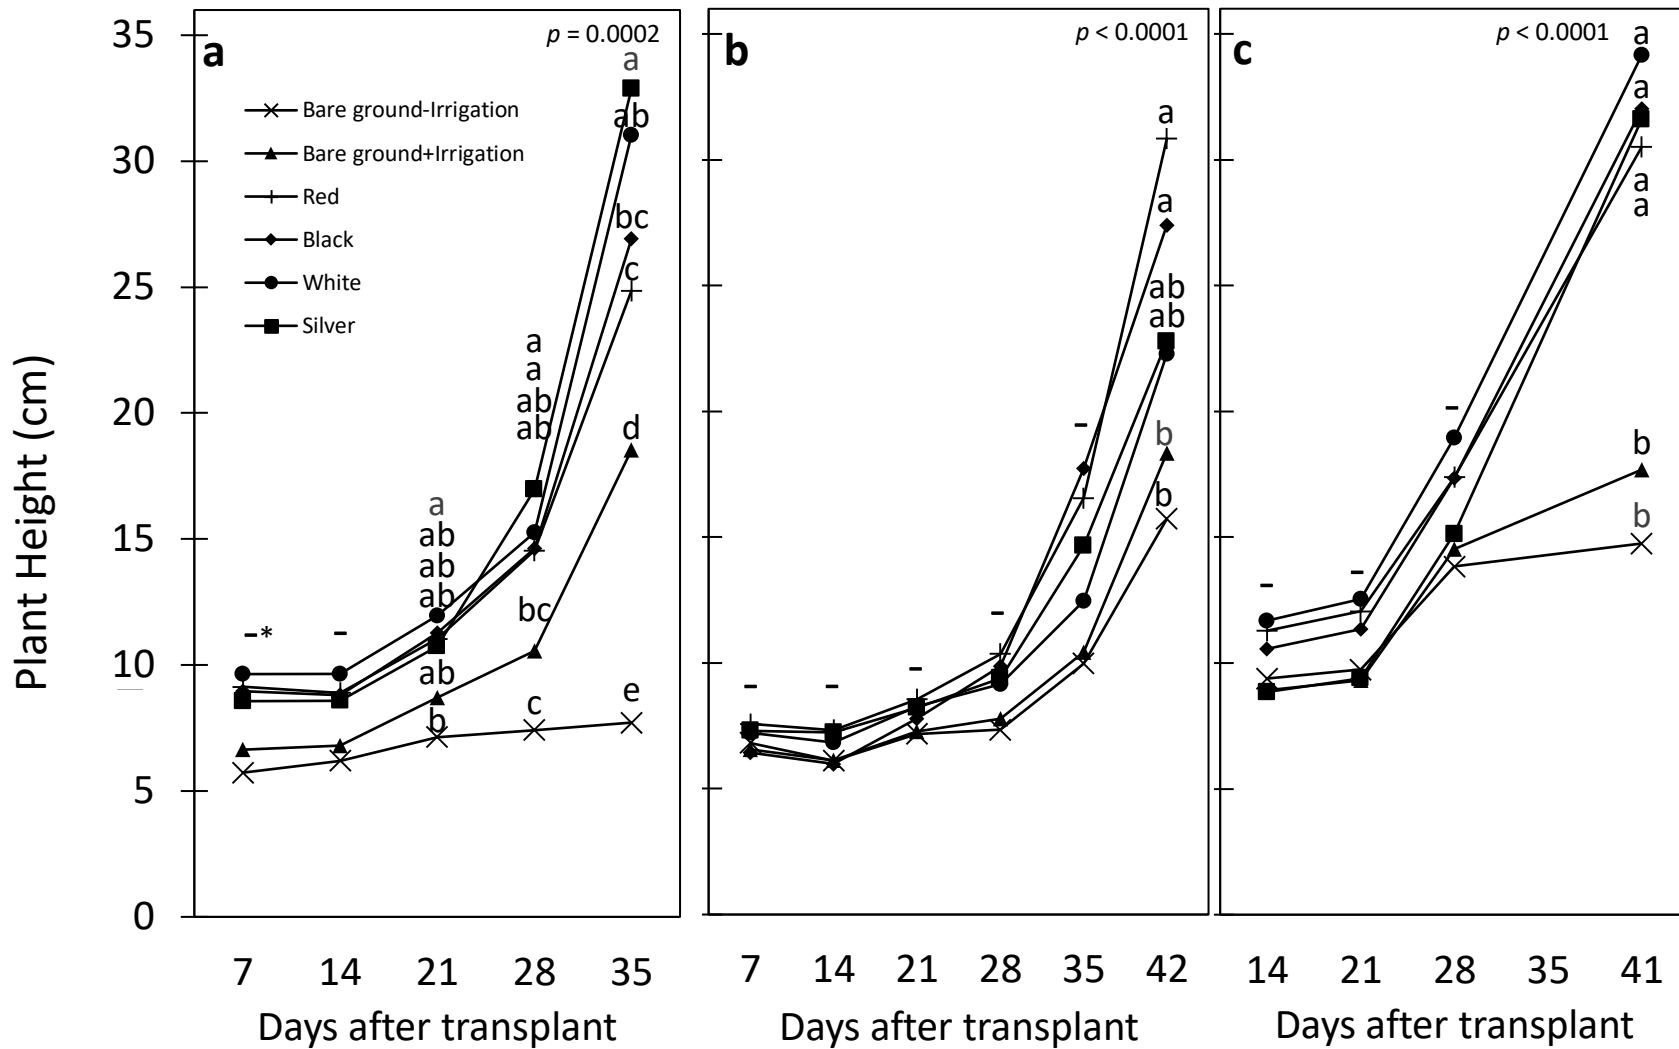 Plant Height (cm)
35
30
25
20
15
10
5
0
a
p = 0.0002
Bare ground-Irrigation
Bare ground+Irrigation
Red
Black
White
Silver
-*
-
a
ab
ab
ab
ab
b
a
a
ab
ab
bc
c
a
ab
bc
c
d
e
7 14 21 28 35
Days after transplant
b
p < 0.0001
-
-
-
-
-
a
a
ab
ab
b
b
7 14 21 28 35 42
Days after transplant
c
p < 0.0001
-
-
-
a
a
a
a
b
b
14 21 28 35 41
Days after transplant